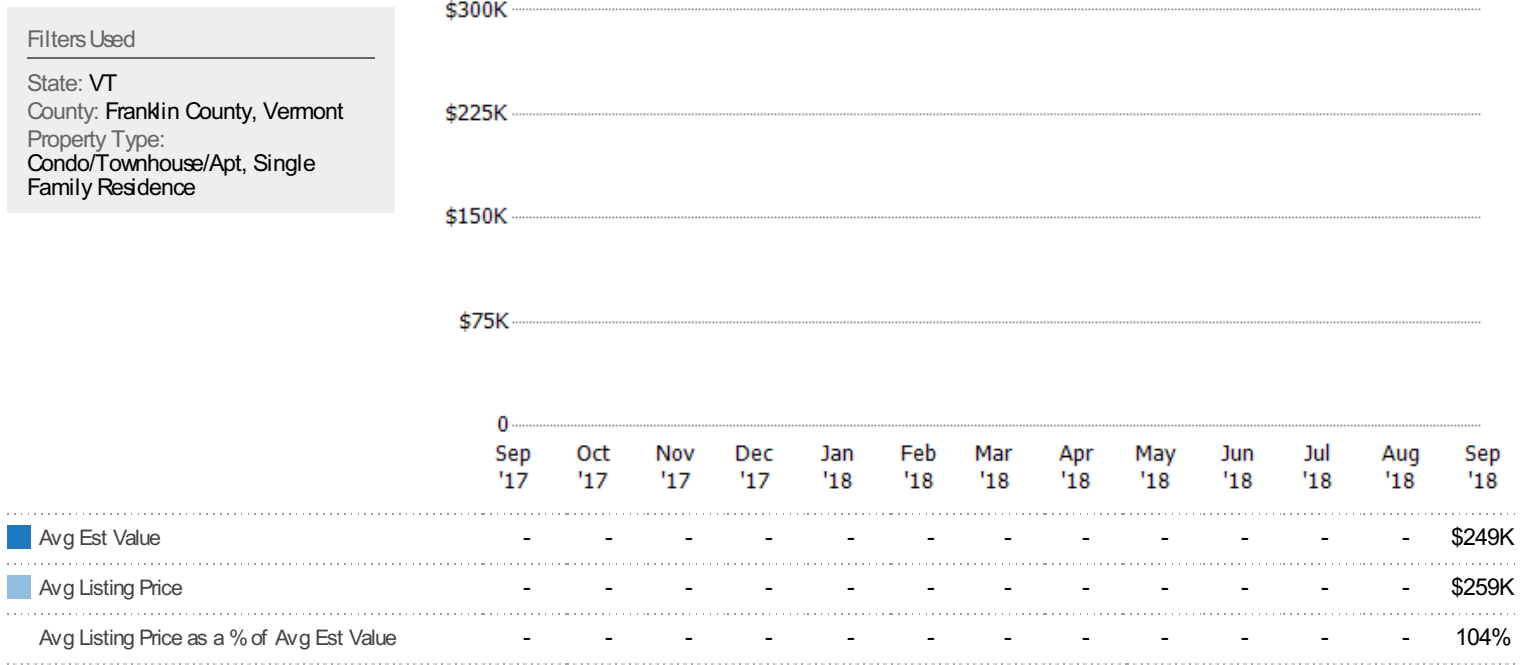 Filters Used
State: VT
County: Franklin County, Vermont
Property Type:
Condo/Townhouse/Apt, Single
Family Residence
$300K
$225K
$150K
$75K
0
Sep Oct Nov Dec Jan Feb Mar Apr May Jun Jul Aug Sep
'17 '17 '17 '17 '18 '18 '18 '18 '18 '18 '18 '18 '18
Avg Est Value - - - - - - - - - - - - $249K
Avg Listing Price - - - - - - - - - - - - $259K
Avg Listing Price as a % of Avg Est Value - - - - - - - - - - - - 104%